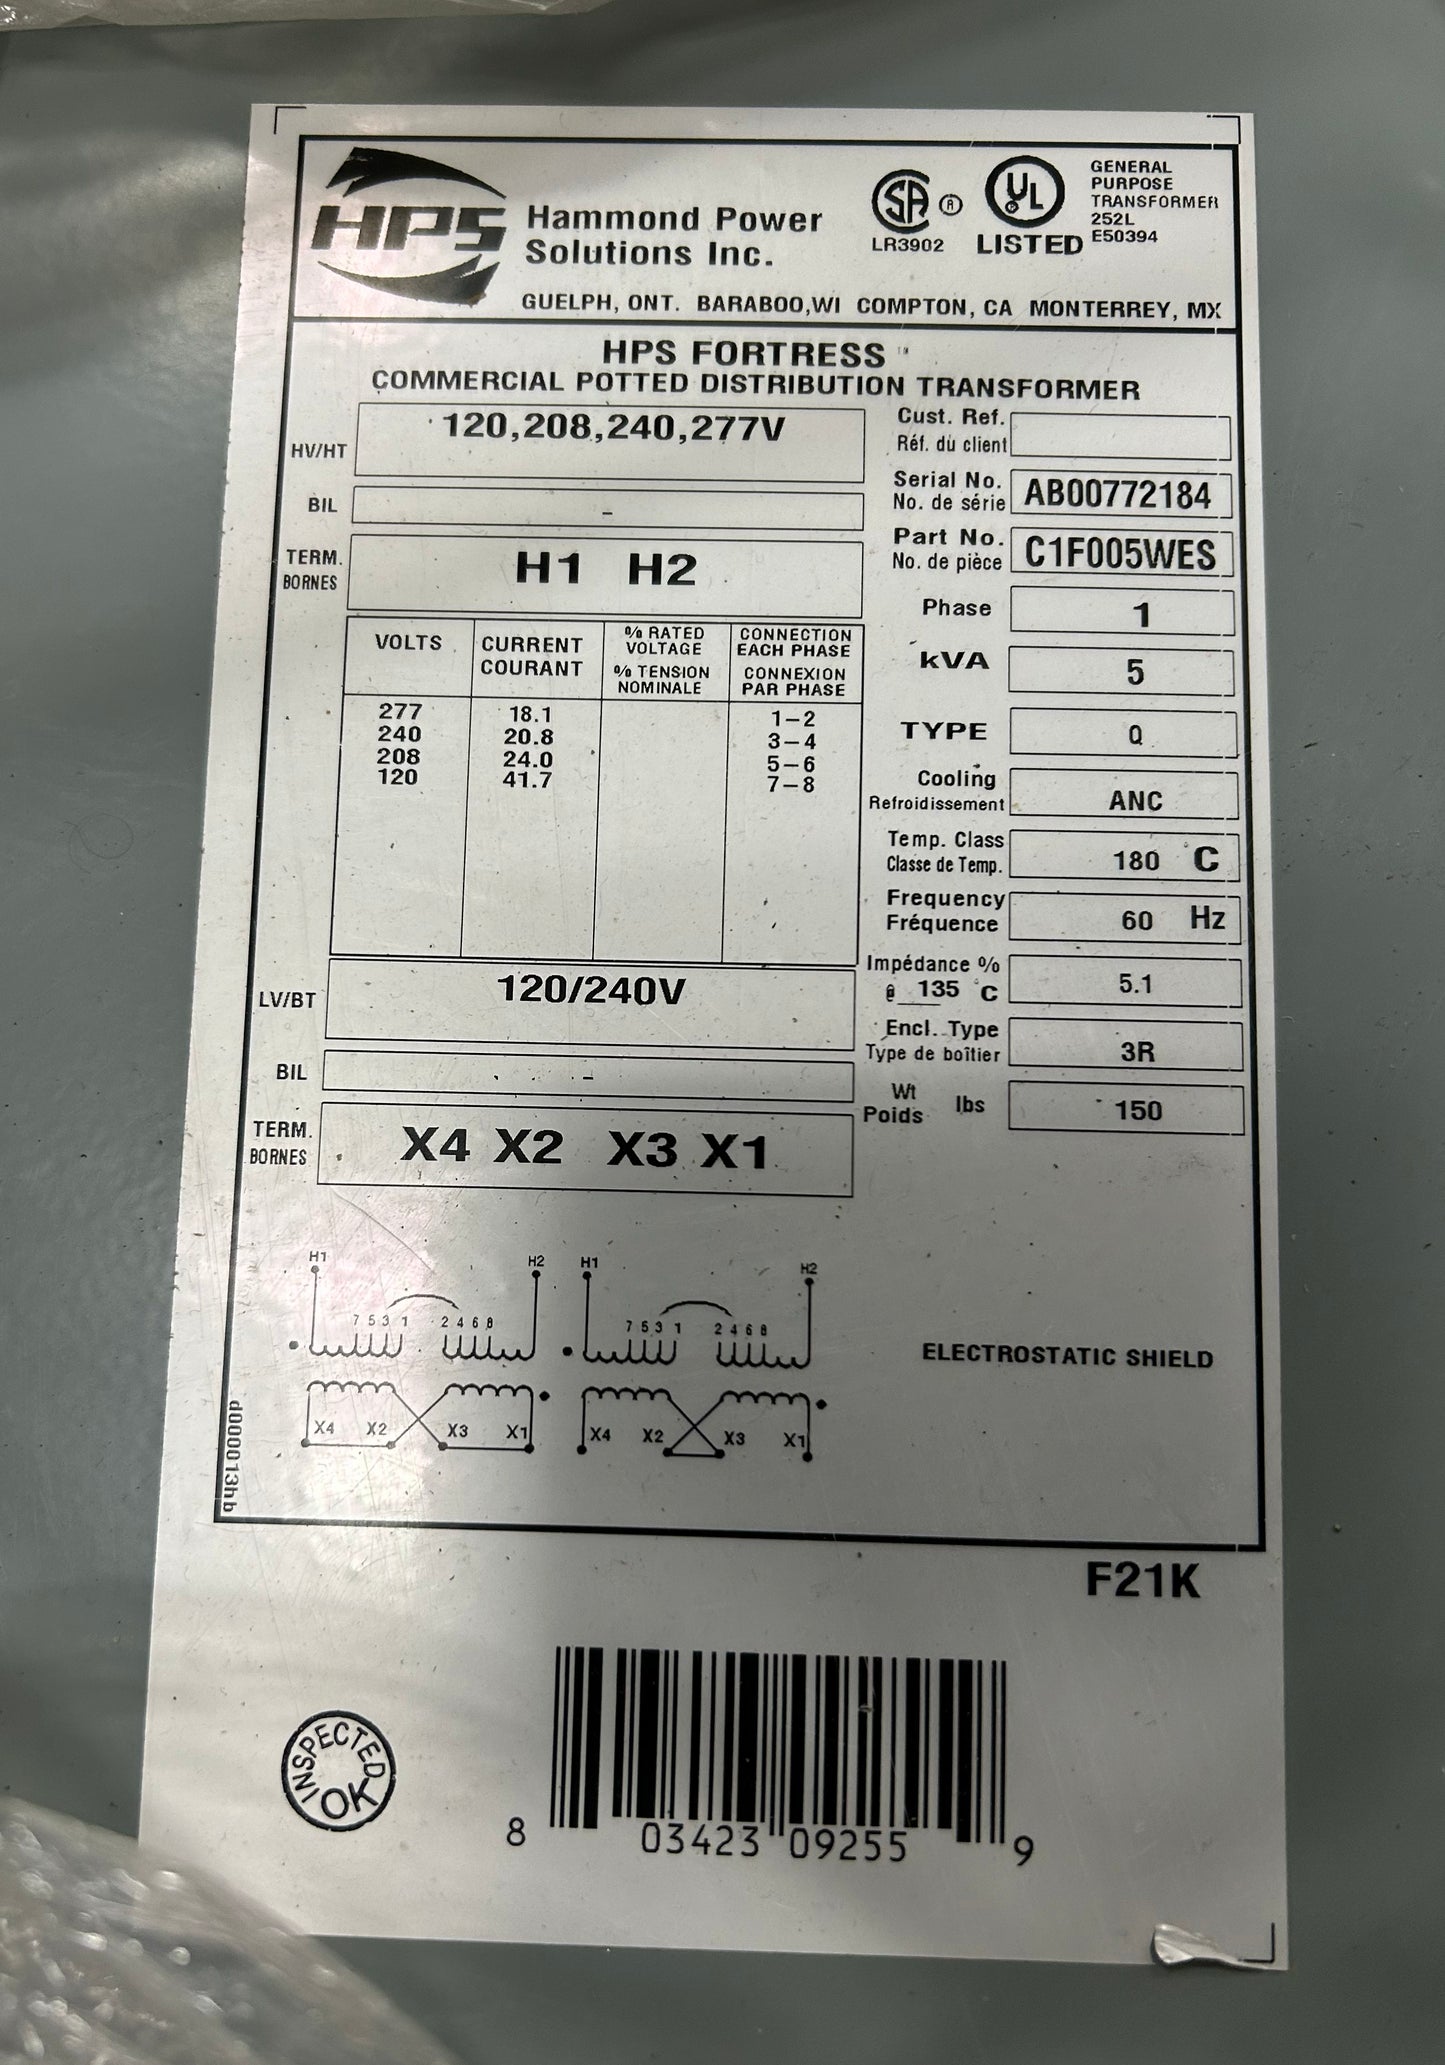 HPS
Hammond Power
Solutions Inc.
SA ®
LR3902
UL R
LISTED
GENERAL
PURPOSE
TRANSFORMER
252L
E50394
GUELPH, ONT. BARABOO,WI COMPTON, CA MONTERREY, MX
HPS FORTRESS ™
COMMERCIAL POTTED DISTRIBUTION TRANSFORMER
HV/HT 120,208,240,277V
BIL –
TERM. H1 H2
BORNES
VOLTS CURRENT % RATED CONNECTION
COURANT VOLTAGE EACH PHASE
% TENSION CONNEXION
NOMINALE PAR PHASE
277 18.1 1–2
240 20.8 3–4
208 24.0 5–6
120 41.7 7–8
LV/BT 120/240V
BIL –
TERM. X4 X2 X3 X1
BORNES
Cust. Ref.
Réf. du client
Serial No. AB00772184
No. de série
Part No. C1F005WES
No. de pièce
Phase 1
kVA 5
TYPE Q
Cooling ANC
Refroidissement
Temp. Class 180 C
Classe de Temp.
Frequency 60 Hz
Fréquence
Impédance % 5.1
@ 135 °C
Encl. Type 3R
Type de boîtier
Wt lbs 150
Poids
H1 H2 H1 H2
7 5 3 1 2 4 6 8 7 5 3 1 2 4 6 8
X4 X2 X3 X1 X4 X2 X3 X1
ELECTROSTATIC SHIELD
d000013hb
F21K
INSPECTED
OK
8 03423 09255 9